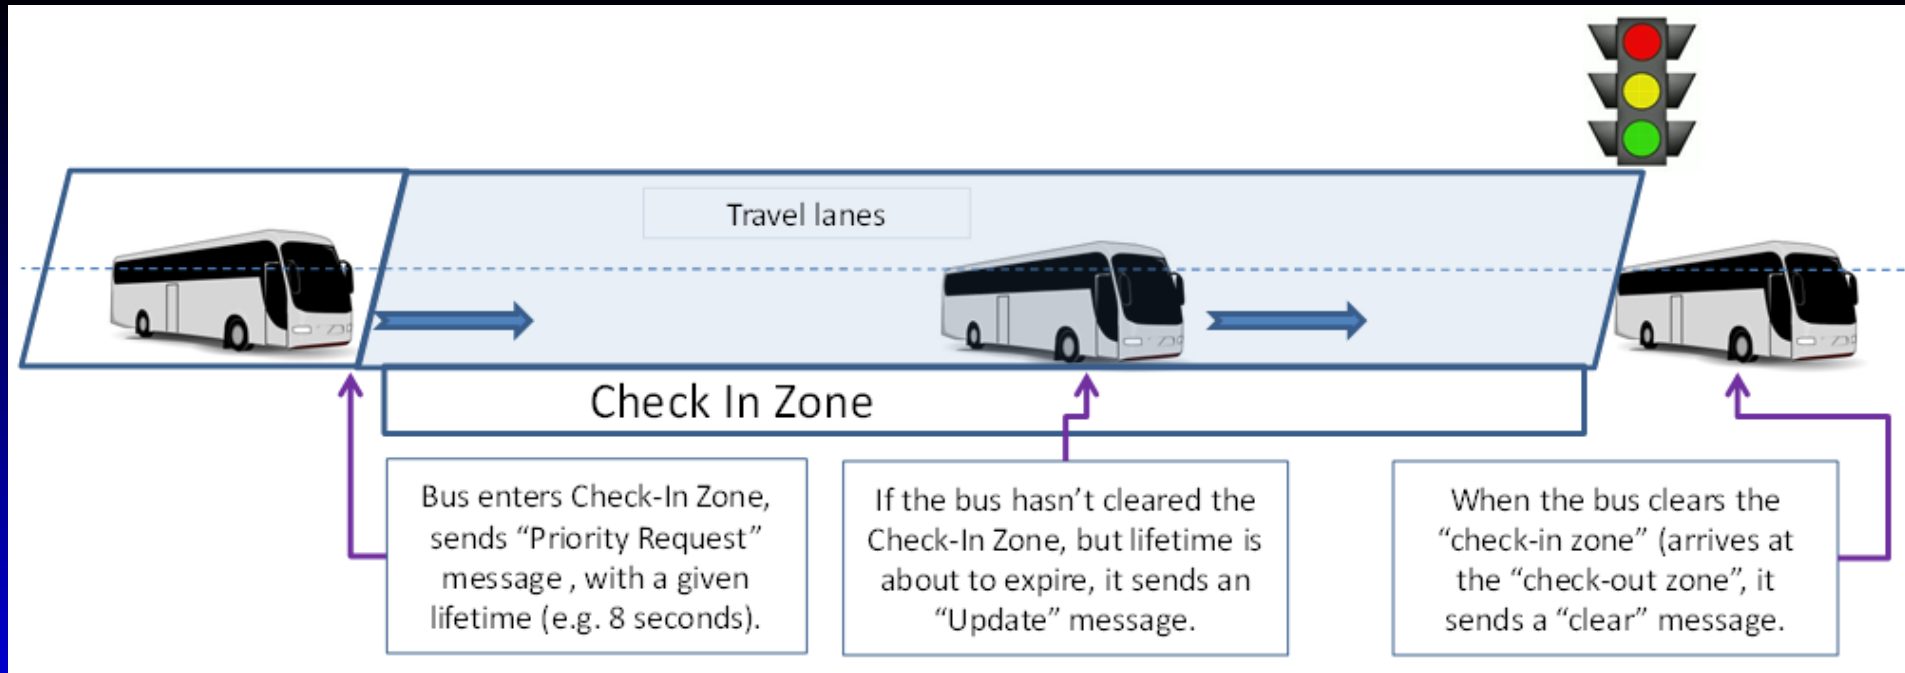 Travel lanes
Check In Zone
Bus enters Check-In Zone,
sends “Priority Request”
message , with a given
lifetime (e.g. 8 seconds).
If the bus hasn’t cleared the
Check-In Zone, but lifetime is
about to expire, it sends an
“Update” message.
When the bus clears the
“check-in zone” (arrives at
the “check-out zone”, it
sends a “clear” message.